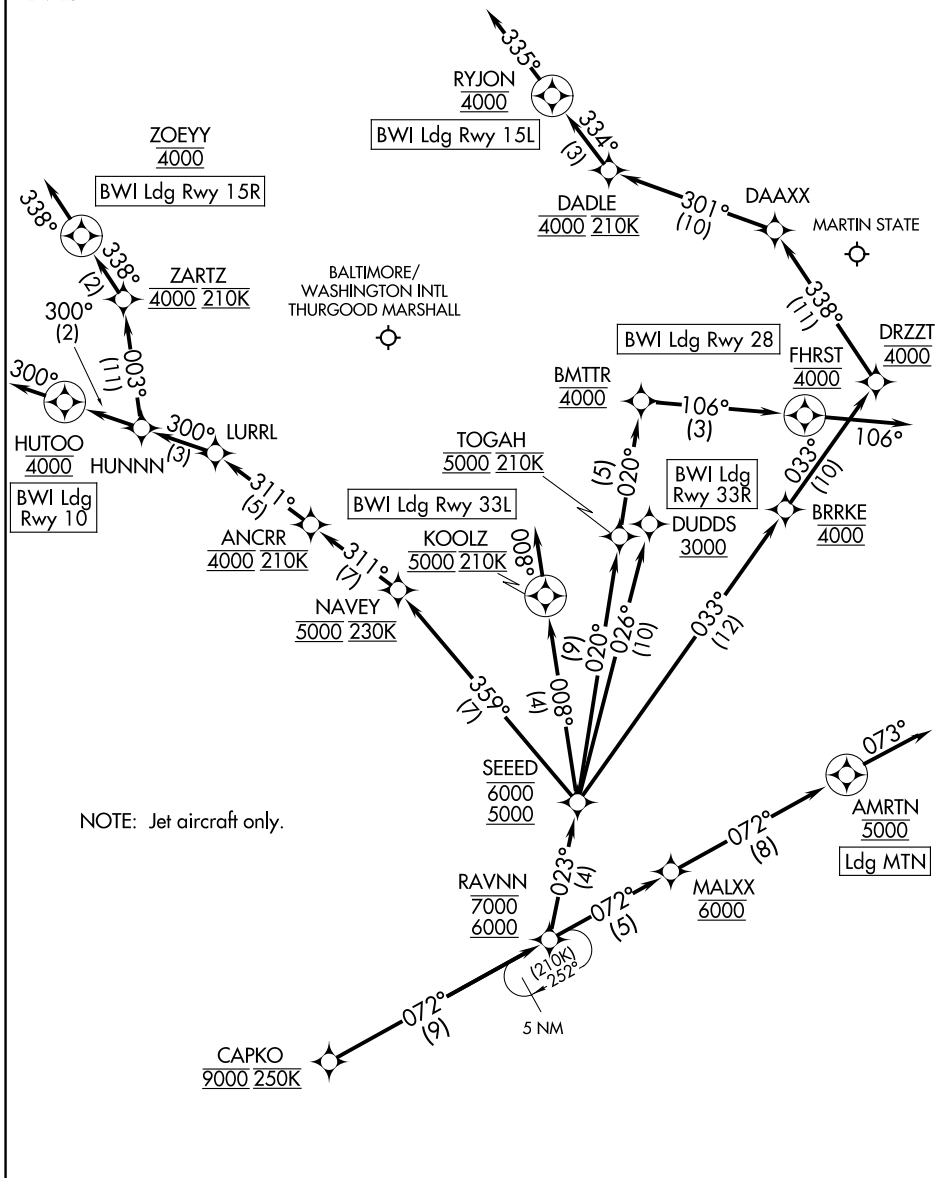 335°
RYJON
4000
BWI Ldg Rwy 15L
334°
(3)
ZOEYY
4000
BWI Ldg Rwy 15R
DADLE
4000 210K
301°
(10)
DAAXX
MARTIN STATE
338°
338°
(2)
ZARTZ
4000 210K
BALTIMORE/
WASHINGTON INTL
THURGOOD MARSHALL
338°
(11)
300°
(2)
003°
(11)
BWI Ldg Rwy 28
DRZZT
4000
FHRST
4000
BMTTR
4000
106°
(3)
106°
300°
HUTOO
4000
BWI Ldg
Rwy 10
HUNNN
300°
(3)
LURRL
TOGAH
5000 210K
020°
(5)
033°
(10)
BWI Ldg
Rwy 33R
311°
(5)
BWI Ldg Rwy 33L
DUDDS
3000
BRRKE
4000
ANCRR
4000 210K
KOOLZ
5000 210K
008°
311°
(7)
NAVEY
5000 230K
020°
(9)
026°
(10)
033°
(12)
359°
(7)
008°
(4)
073°
SEEED
6000
5000
NOTE: Jet aircraft only.
AMRTN
5000
Ldg MTN
072°
(8)
RAVNN
7000
6000
023°
(4)
MALXX
6000
072°
(5)
(210K)
252°
5 NM
072°
(9)
CAPKO
9000 250K